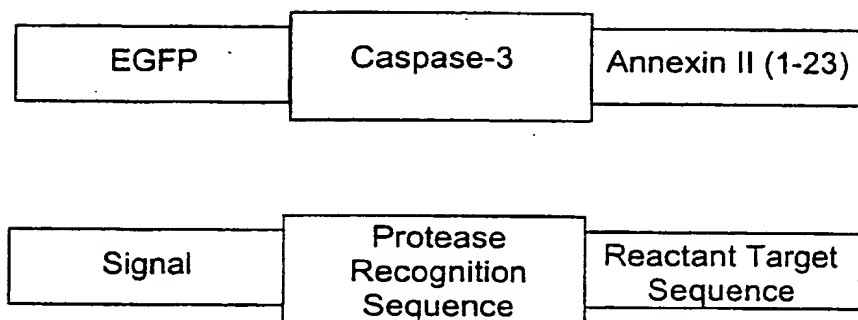 EGFP
Caspase-3
Annexin II (1-23)
Signal
Protease
Recognition
Sequence
Reactant Target
Sequence